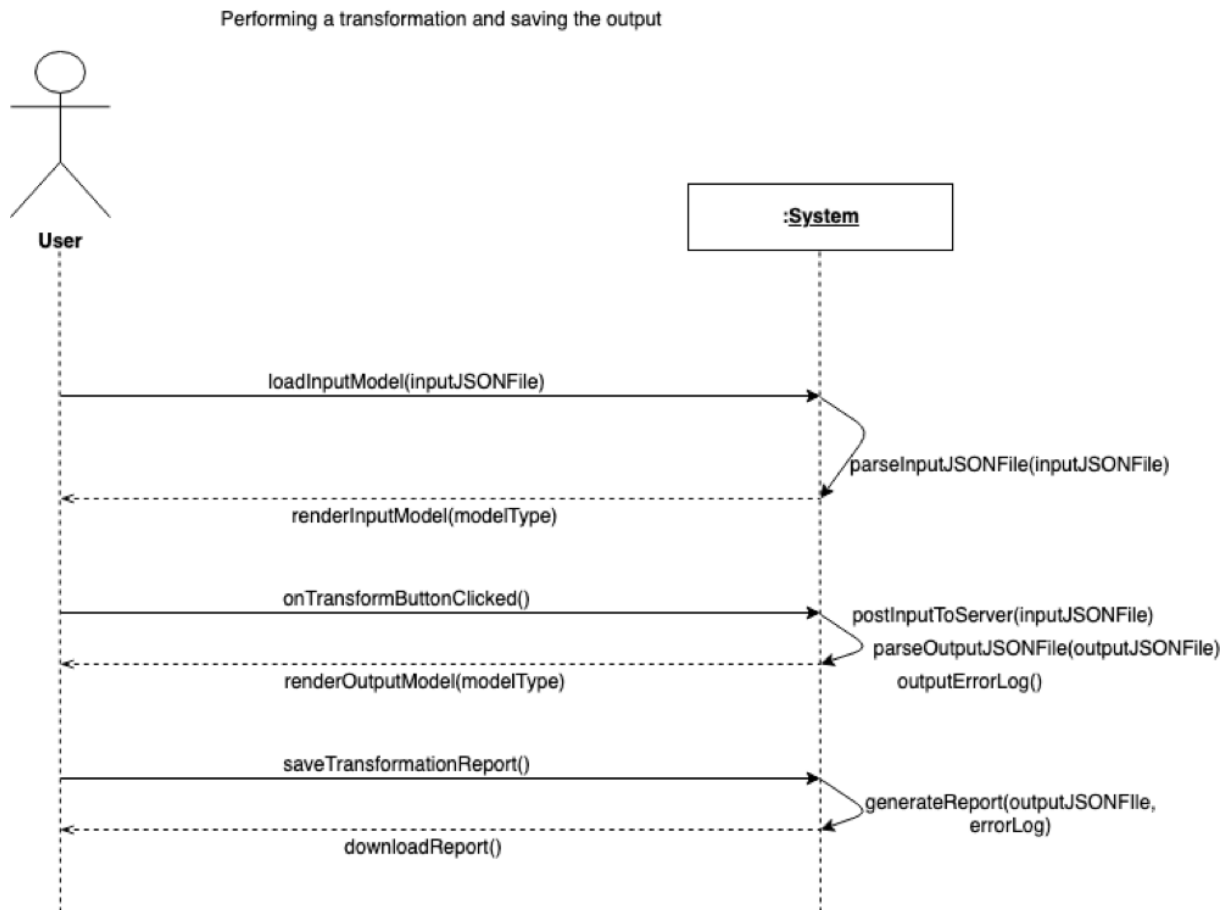 Performing a transformation and saving the output
:System
User
loadInputModel(inputJSONFile)
parseInputJSONFile(inputJSONFile)
renderInputModel(modelType)
onTransformButtonClicked()
postInputToServer(inputJSONFile)
parseOutputJSONFile(outputJSONFile)
renderOutputModel(modelType)
outputErrorLog()
saveTransformationReport()
generateReport(outputJSONFIle,
errorLog)
downloadReport()